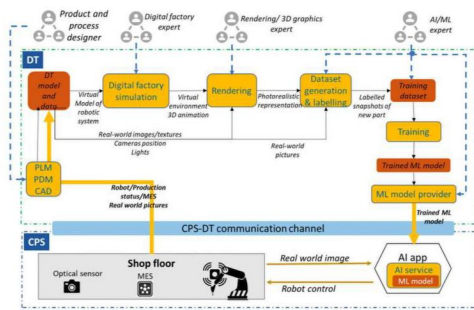 Product and
process
designer
Digital factory
expert
Rendering/ 3D graphics
expert
AI/ML
expert
DT
DT
model
and
data
Virtual
Model of
robotic
system
Digital factory
simulation
Virtual
environment
3D animation
Rendering
Photorealistic
representation
Dataset
generation
& labelling
Labelled
snapshots of
new part
Training
dataset
Real-world images/textures
Cameras position
Lights
Real-world
pictures
Training
Trained ML model
PLM
PDM
CAD
Robot/Production
status/MES
Real world pictures
ML model provider
Trained ML
model
CPS-DT communication channel
CPS
Shop floor
Optical sensor
MES
Real world image
Robot control
AI app
AI service
ML model